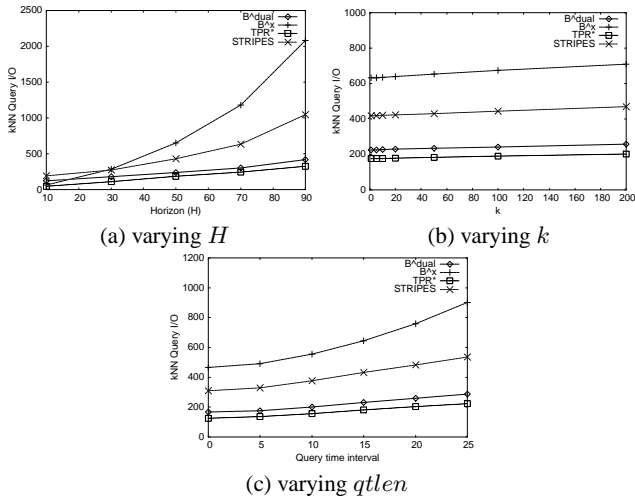 2500
2000
1500
1000
500
0
kNN Query I/O
10 20 30 40 50 60 70 80 90
Horizon (H)
B^dual
B^x
TPR*
STRIPES
(a) varying H
1000
800
600
400
200
0
kNN Query I/O
0 20 40 60 80 100 120 140 160 180 200
k
B^dual
B^x
TPR*
STRIPES
(b) varying k
1200
1000
800
600
400
200
0
kNN Query I/O
0 5 10 15 20 25
Query time interval
B^dual
B^x
TPR*
STRIPES
(c) varying qtlen